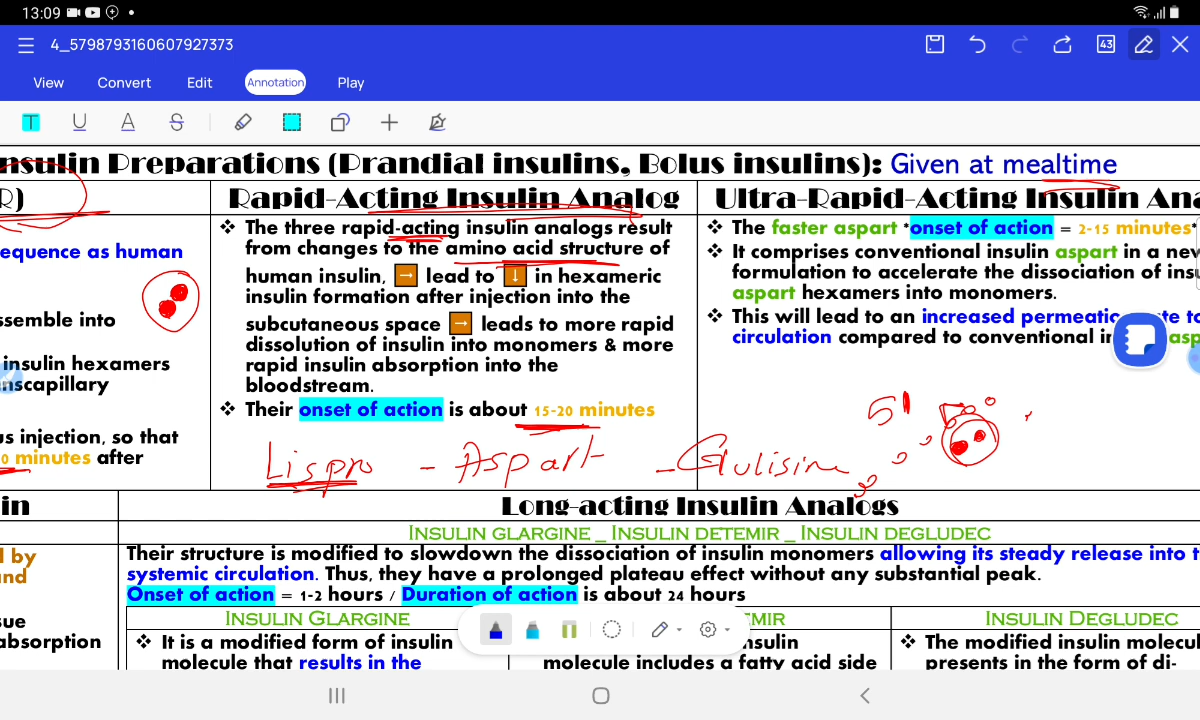 13:09
4_5798793160607927373
43
View Convert Edit Annotation Play
T U A S
nsulin Preparations (Prandial insulins, Bolus insulins): Given at mealtime
R)
equence as human
ssemble into
insulin hexamers
nscapillary
us injection, so that
0 minutes after
Rapid-Acting Insulin Analog
❖ The three rapid-acting insulin analogs result
from changes to the amino acid structure of
human insulin, → lead to ↓ in hexameric
insulin formation after injection into the
subcutaneous space → leads to more rapid
dissolution of insulin into monomers & more
rapid insulin absorption into the
bloodstream.
❖ Their onset of action is about 15-20 minutes
Lispro - Aspart - Glulisine
Ultra-Rapid-Acting Insulin Ana
❖ The faster aspart *onset of action = 2-15 minutes*
❖ It comprises conventional insulin aspart in a new
formulation to accelerate the dissociation of insu
aspart hexamers into monomers.
❖ This will lead to an increased permeatio te to
circulation compared to conventional in asp
5'
in
l by
and
sue
absorption
Long-acting Insulin Analogs
INSULIN GLARGINE _ INSULIN DETEMIR _ INSULIN DEGLUDEC
Their structure is modified to slowdown the dissociation of insulin monomers allowing its steady release into t
systemic circulation. Thus, they have a prolonged plateau effect without any substantial peak.
Onset of action = 1-2 hours / Duration of action is about 24 hours
INSULIN GLARGINE
❖ It is a modified form of insulin
molecule that results in the
EMIR
nsulin
molecule includes a fatty acid side
INSULIN DEGLUDEC
❖ The modified insulin molecul
presents in the form of di-